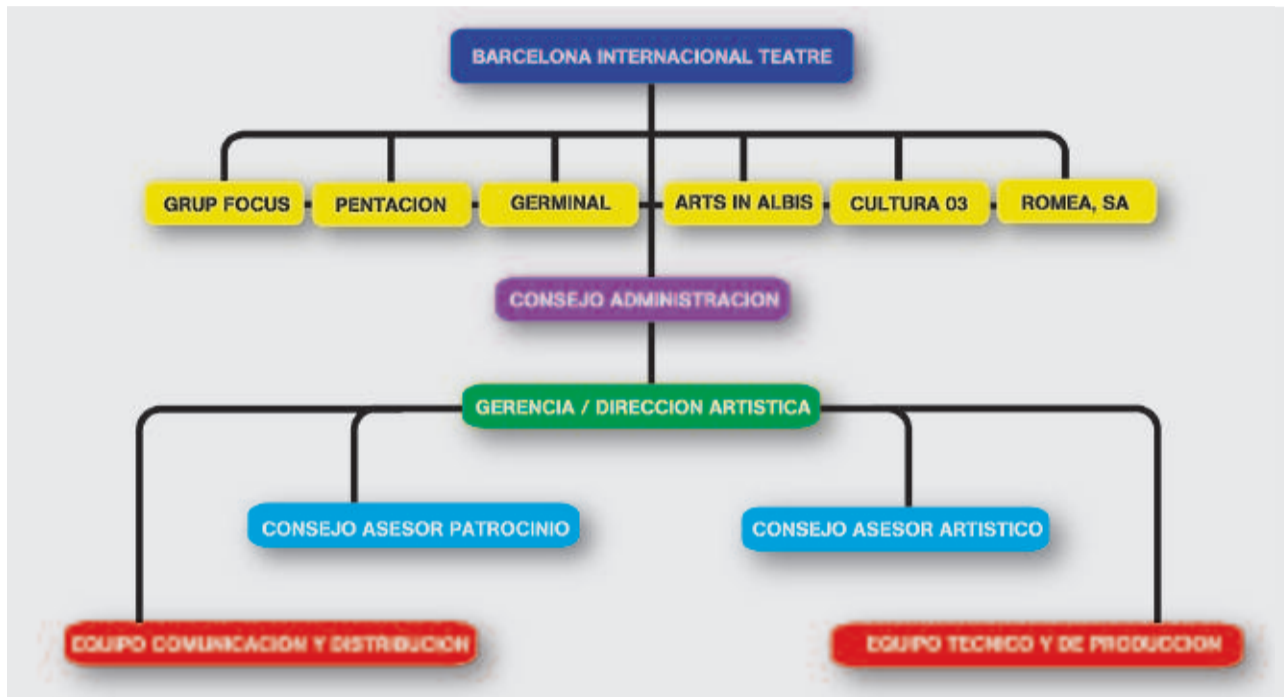 BARCELONA INTERNACIONAL TEATRE
GRUP FOCUS
PENTACION
GERMINAL
ARTS IN ALBIS
CULTURA 03
ROMEA, SA
CONSEJO ADMINISTRACION
GERENCIA / DIRECCION ARTISTICA
CONSEJO ASESOR PATROCINIO
CONSEJO ASESOR ARTISTICO
EQUIPO COMUNICACION Y DISTRIBUCIÓN
EQUIPO TECNICO Y DE PRODUCCION